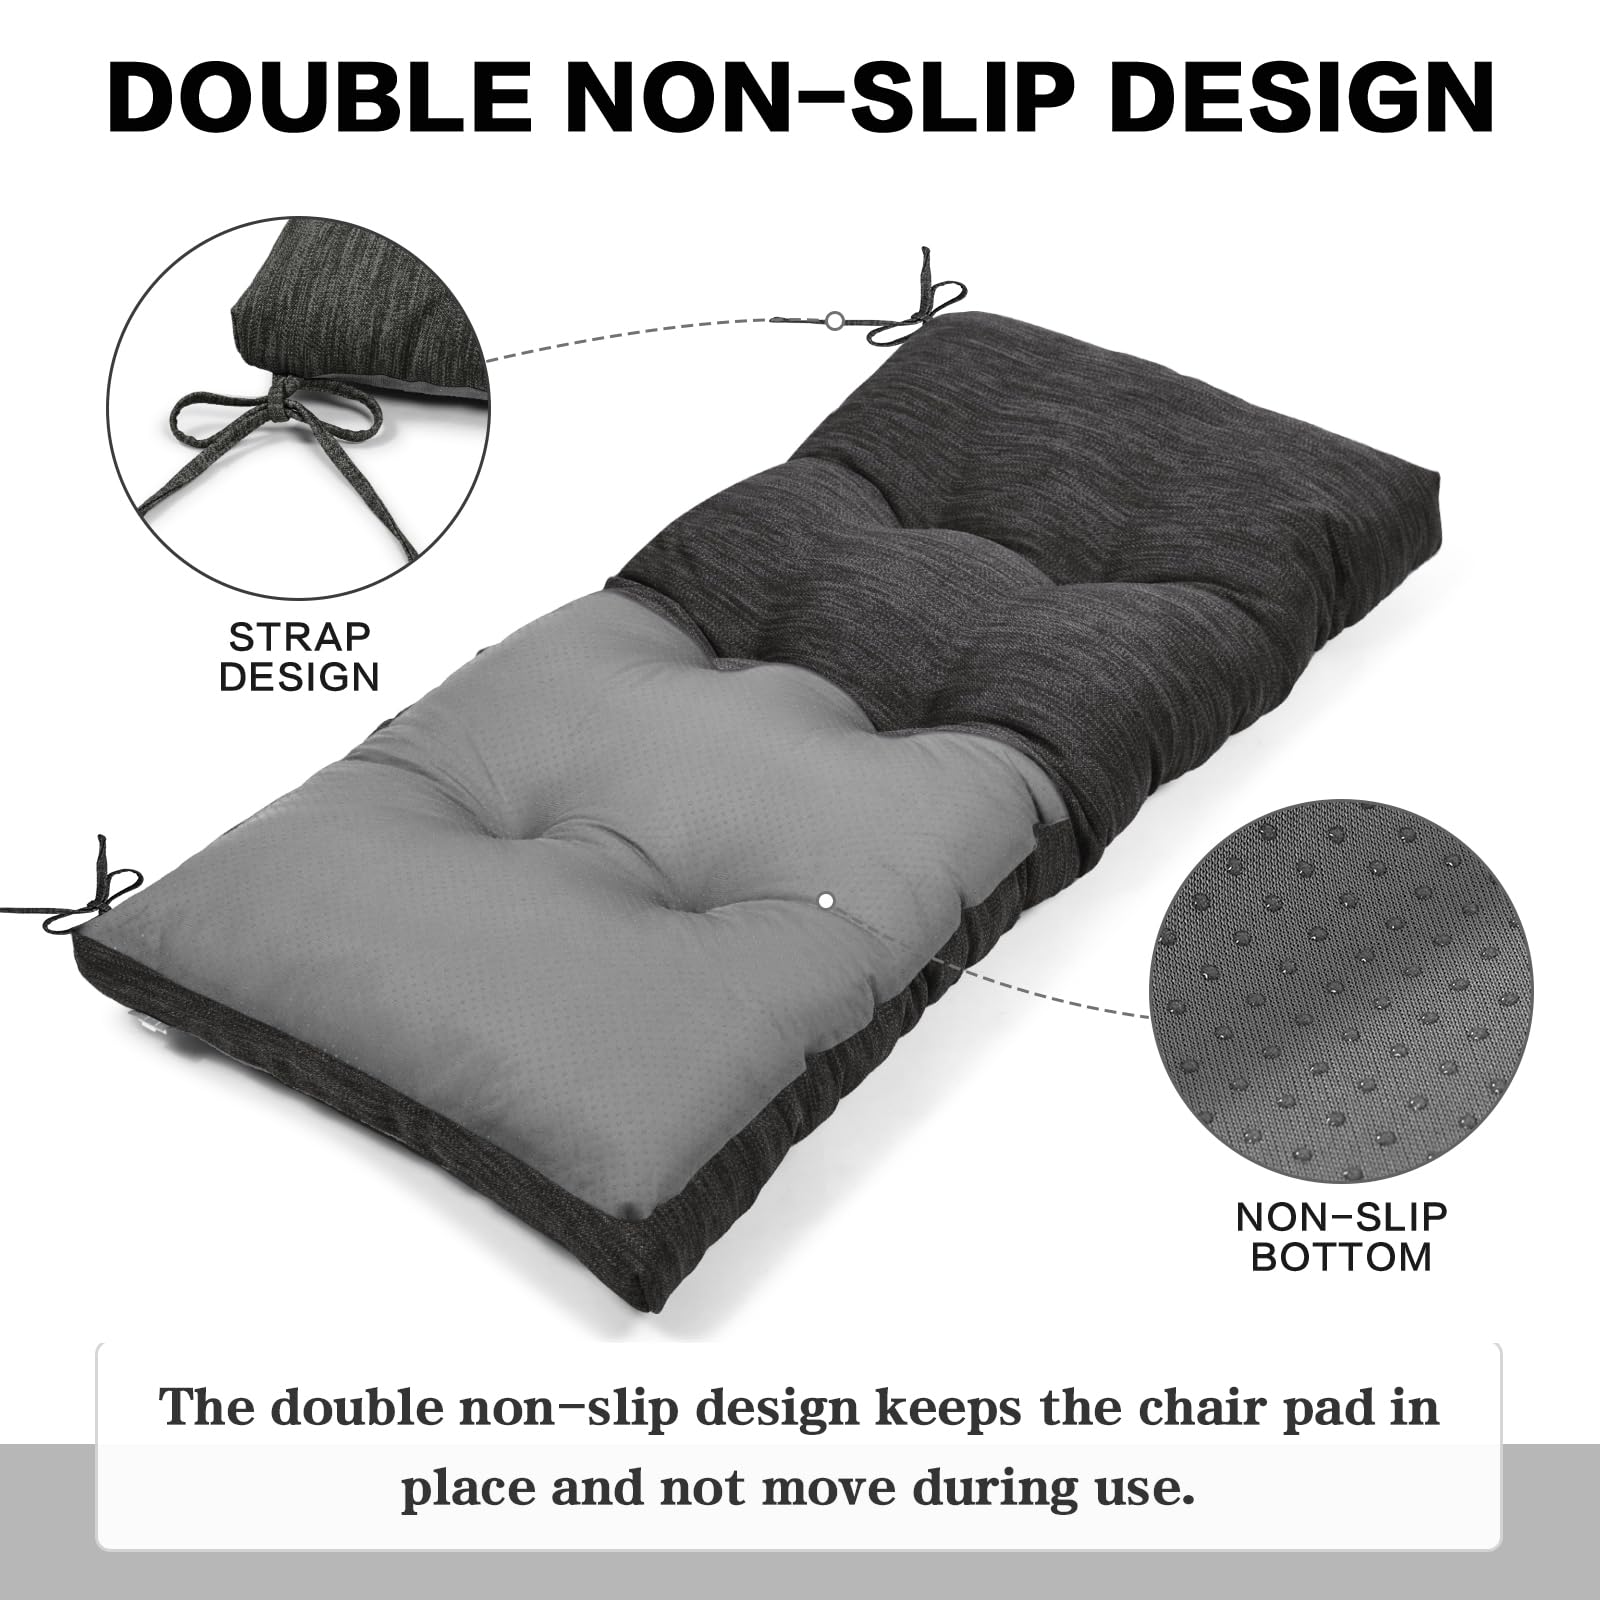 DOUBLE NON-SLIP DESIGN
STRAP
DESIGN
NON-SLIP
BOTTOM
The double non-slip design keeps the chair pad in
place and not move during use.